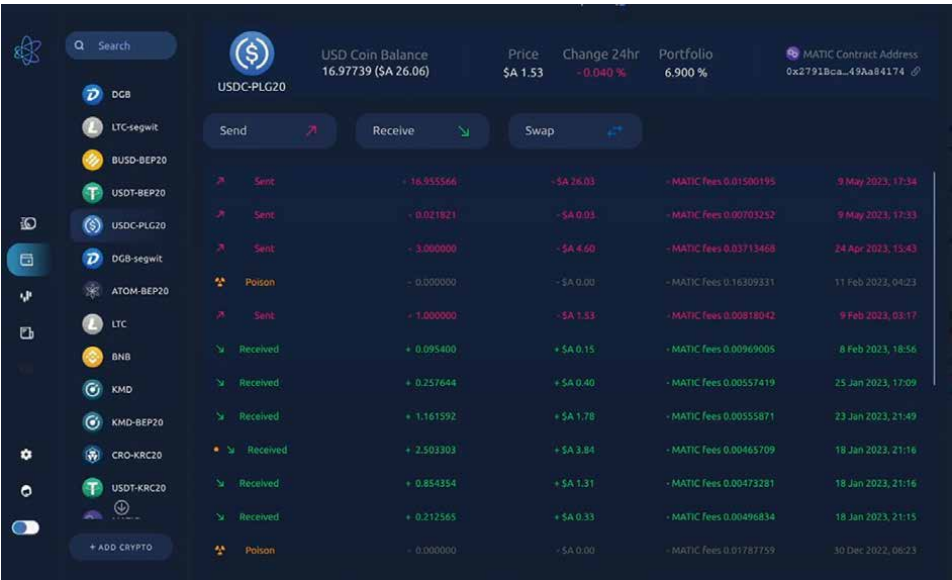 Search
DGB
LTC-segwit
BUSD-BEP20
USDT-BEP20
USDC-PLG20
DGB-segwit
ATOM-BEP20
LTC
BNB
KMD
KMD-BEP20
CRO-KRC20
USDT-KRC20
+ ADD CRYPTO
USDC-PLG20
USD Coin Balance
16.97739 ($A 26.06)
Price
$A 1.53
Change 24hr
- 0.040 %
Portfolio
6.900 %
MATIC Contract Address
0x2791Bca…49Aa84174
Send
Receive
Swap
Sent - 16.955566 - $A 26.03 - MATIC fees 0.01500195 9 May 2023, 17:34
Sent - 0.021821 - $A 0.03 - MATIC fees 0.00703252 9 May 2023, 17:33
Sent - 3.000000 - $A 4.60 - MATIC fees 0.03713468 24 Apr 2023, 15:43
Poison - 0.000000 - $A 0.00 - MATIC fees 0.16309331 11 Feb 2023, 04:23
Sent - 1.000000 - $A 1.53 - MATIC fees 0.00818042 9 Feb 2023, 03:17
Received + 0.095400 + $A 0.15 - MATIC fees 0.00969005 8 Feb 2023, 18:56
Received + 0.257644 + $A 0.40 - MATIC fees 0.00557419 25 Jan 2023, 17:09
Received + 1.161592 + $A 1.78 - MATIC fees 0.00555871 23 Jan 2023, 21:49
Received + 2.503303 + $A 3.84 - MATIC fees 0.00465709 18 Jan 2023, 21:16
Received + 0.854354 + $A 1.31 - MATIC fees 0.00473281 18 Jan 2023, 21:16
Received + 0.212565 + $A 0.33 - MATIC fees 0.00496834 18 Jan 2023, 21:15
Poison - 0.000000 - $A 0.00 - MATIC fees 0.01787759 30 Dec 2022, 06:23